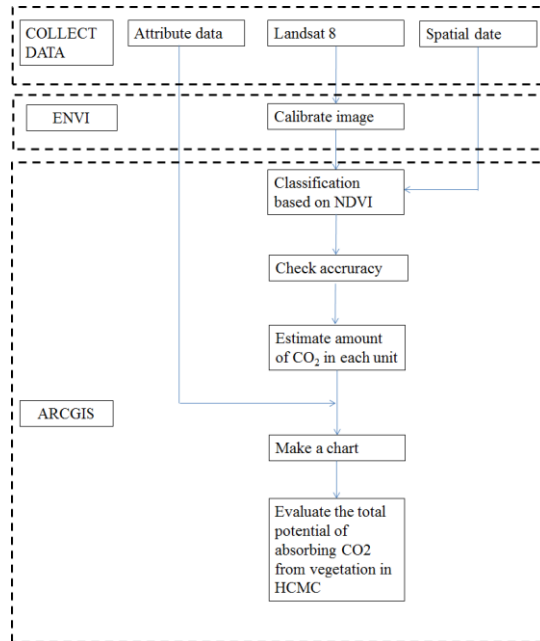 COLLECT
DATA
Attribute data
Landsat 8
Spatial date
ENVI
Calibrate image
Classification
based on NDVI
Check accruracy
Estimate amount
of CO₂ in each unit
ARCGIS
Make a chart
Evaluate the total
potential of
absorbing CO2
from vegetation in
HCMC